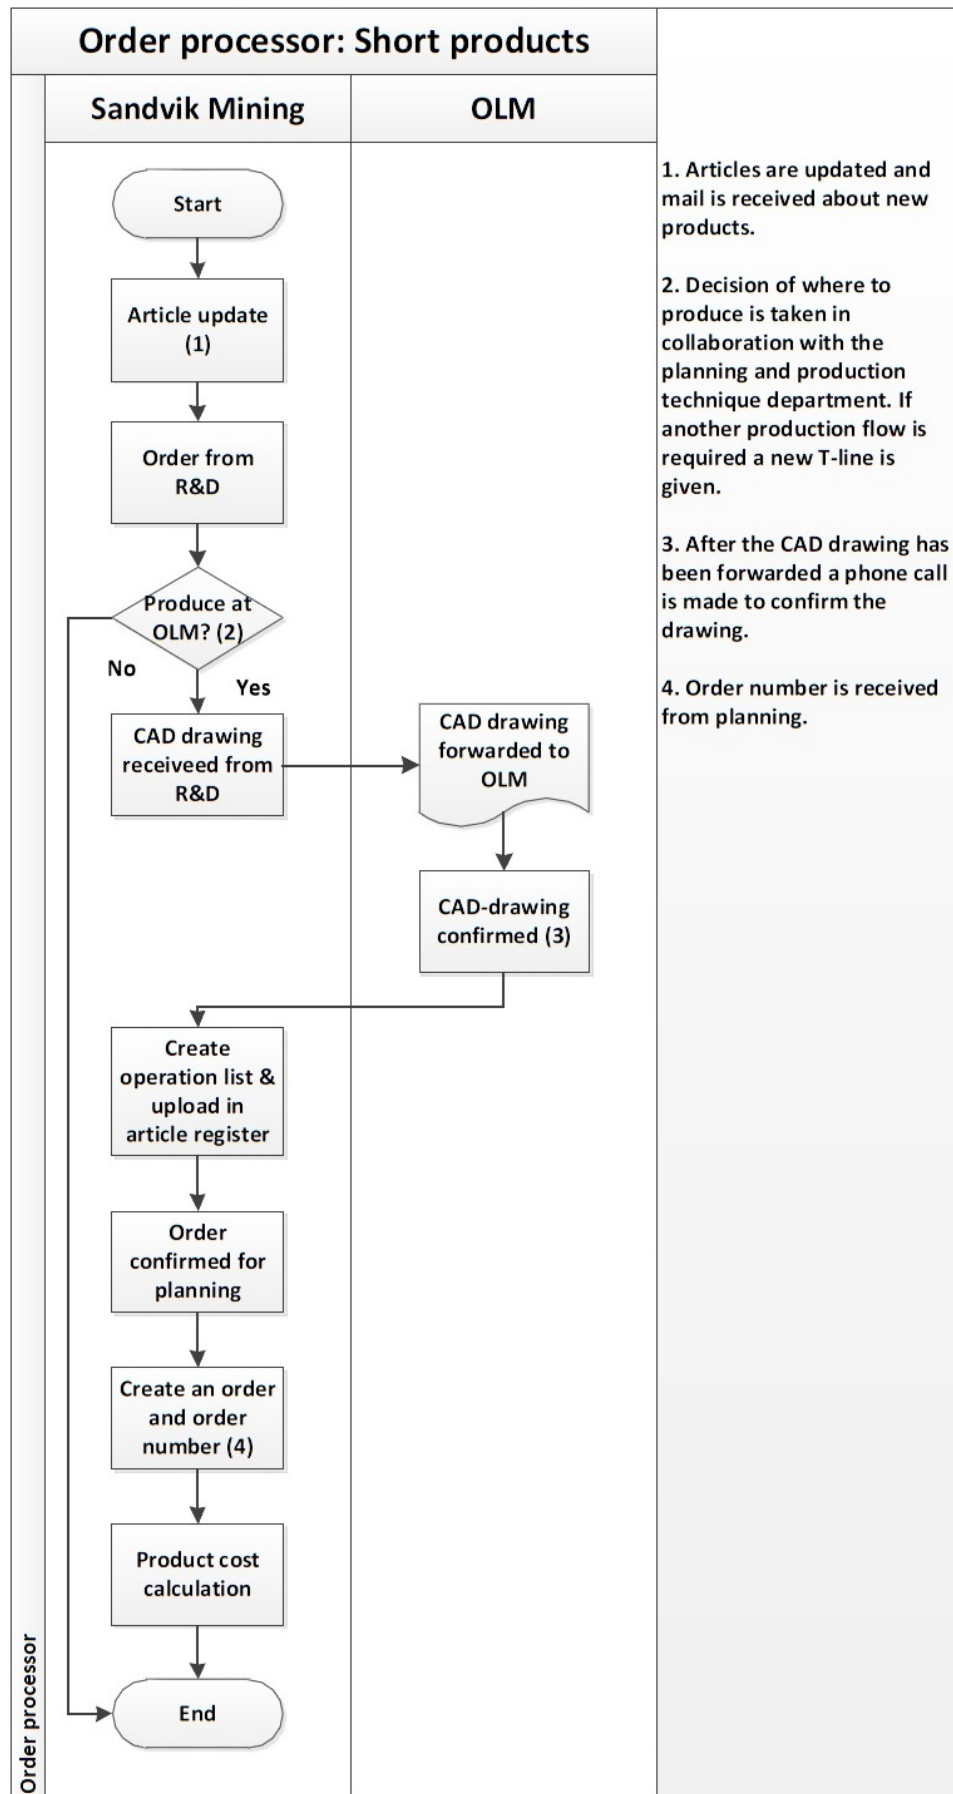 Order processor: Short products
Sandvik Mining
OLM
Start
Article update
(1)
Order from
R&D
Produce at
OLM? (2)
No
Yes
CAD drawing
receiveed from
R&D
CAD drawing
forwarded to
OLM
CAD-drawing
confirmed (3)
Create
operation list &
upload in
article register
Order
confirmed for
planning
Create an order
and order
number (4)
Product cost
calculation
End
Order processor
1. Articles are updated and
mail is received about new
products.
2. Decision of where to
produce is taken in
collaboration with the
planning and production
technique department. If
another production flow is
required a new T-line is
given.
3. After the CAD drawing has
been forwarded a phone call
is made to confirm the
drawing.
4. Order number is received
from planning.